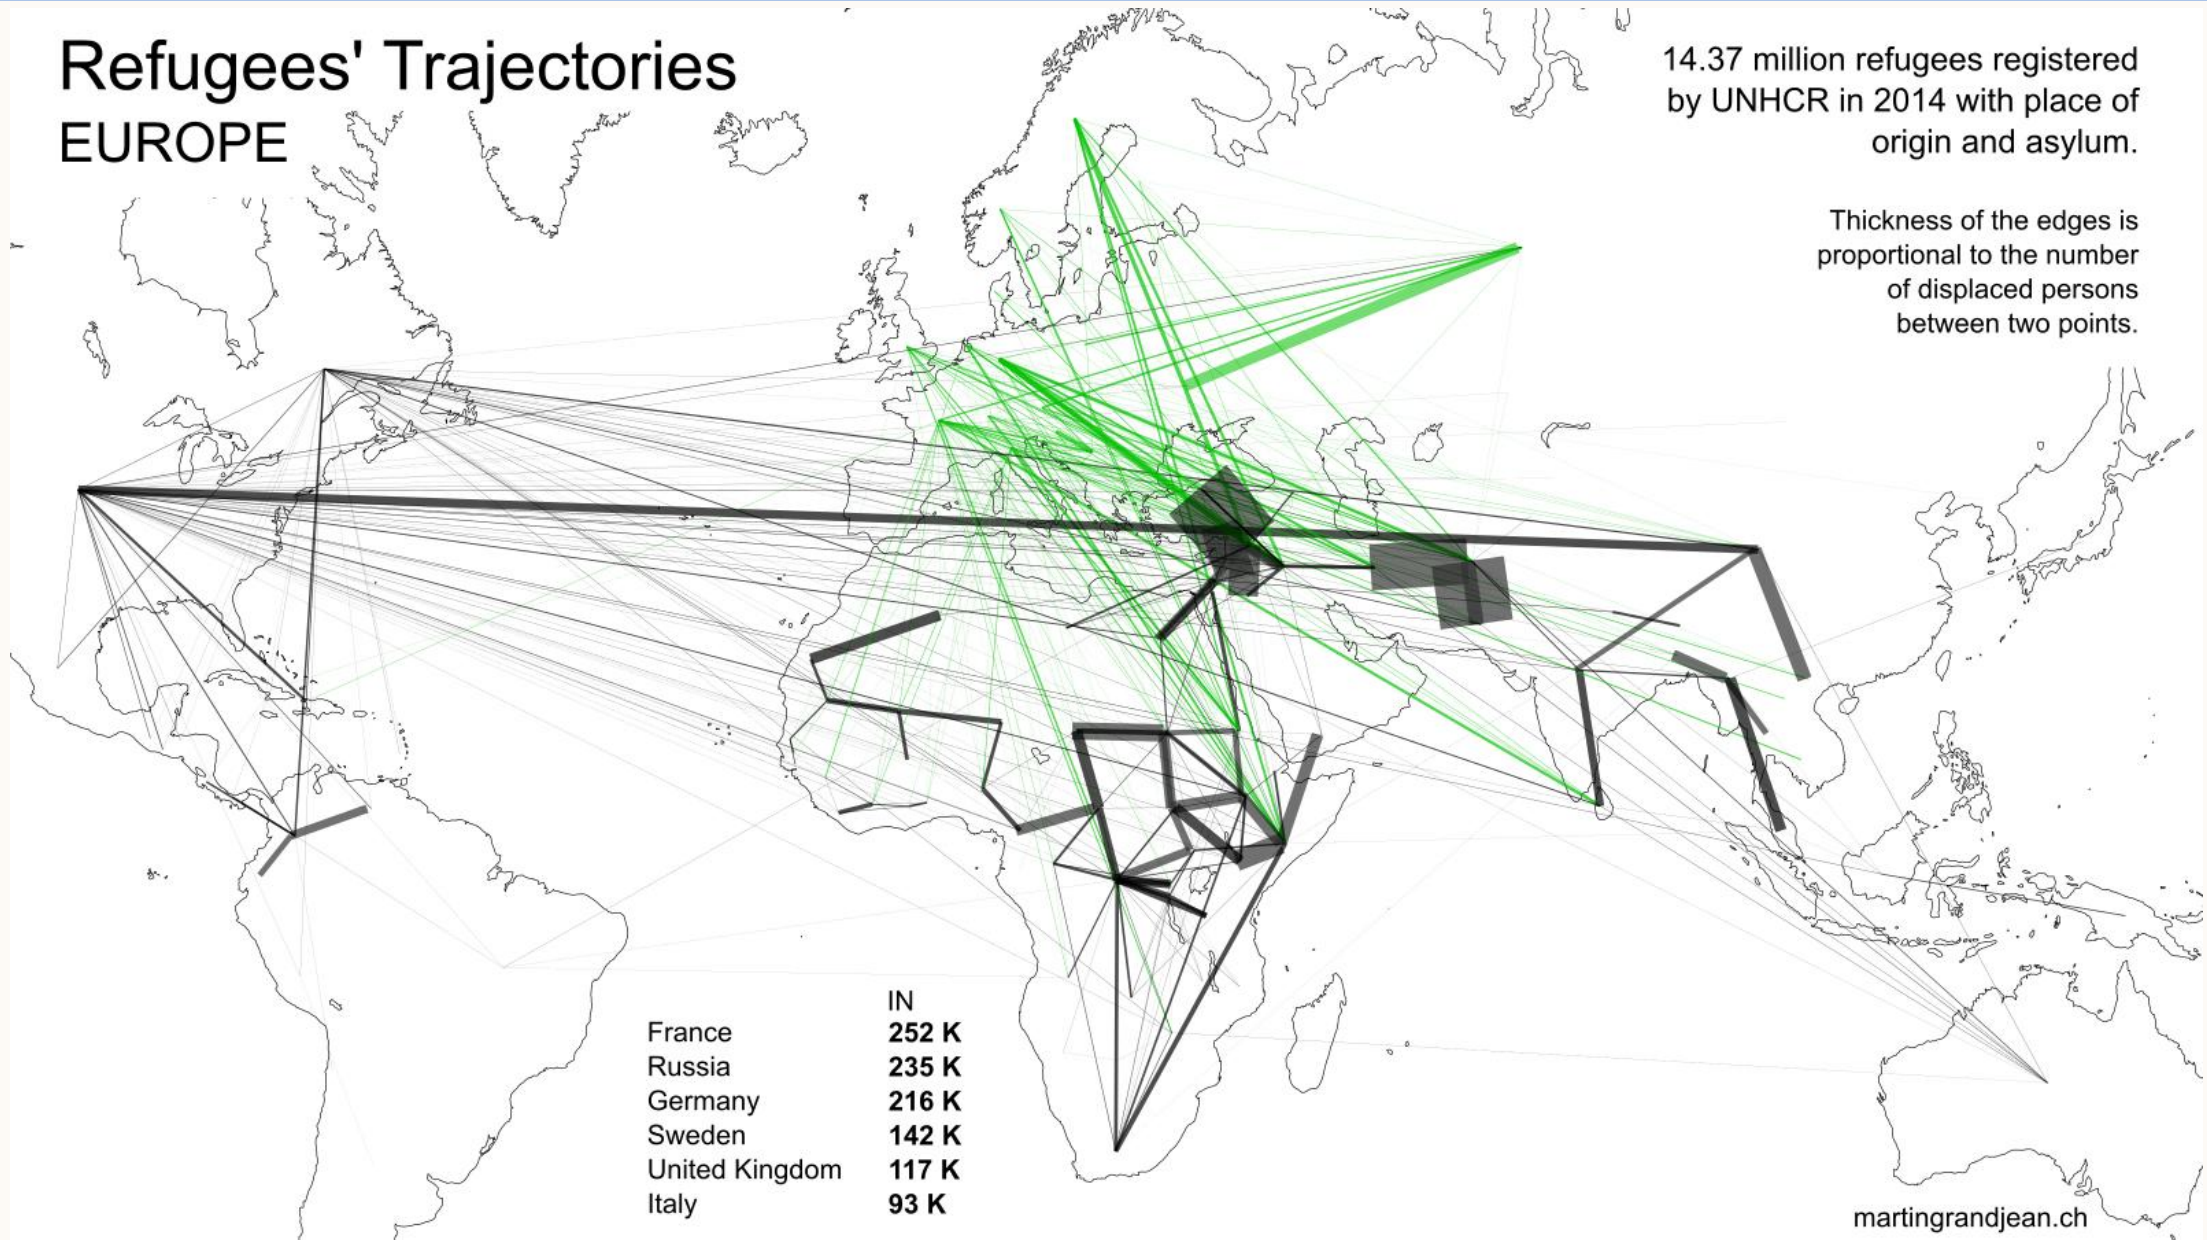 Refugees' Trajectories
EUROPE
14.37 million refugees registered
by UNHCR in 2014 with place of
origin and asylum.
Thickness of the edges is
proportional to the number
of displaced persons
between two points.
IN
France 252 K
Russia 235 K
Germany 216 K
Sweden 142 K
United Kingdom 117 K
Italy 93 K
martingrandjean.ch